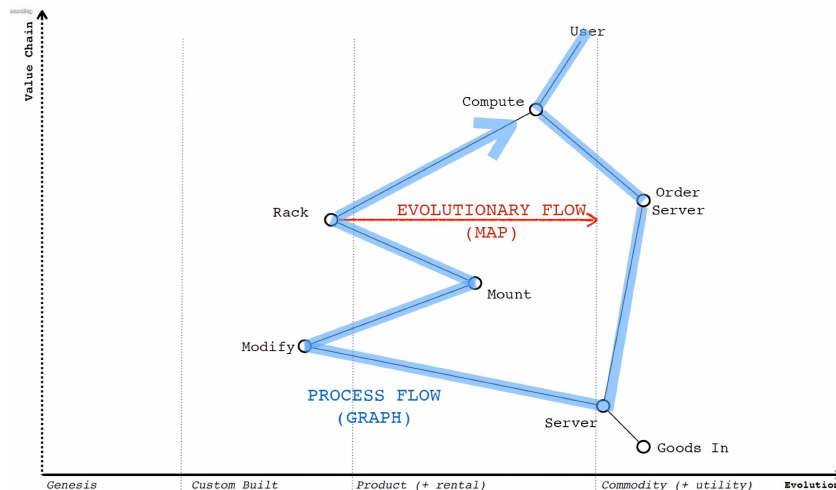 Value Chain
User
Compute
Order
Server
Rack
EVOLUTIONARY FLOW
(MAP)
Mount
Modify
PROCESS FLOW
(GRAPH)
Server
Goods In
Genesis
Custom Built
Product (+ rental)
Commodity (+ utility)
Evolution